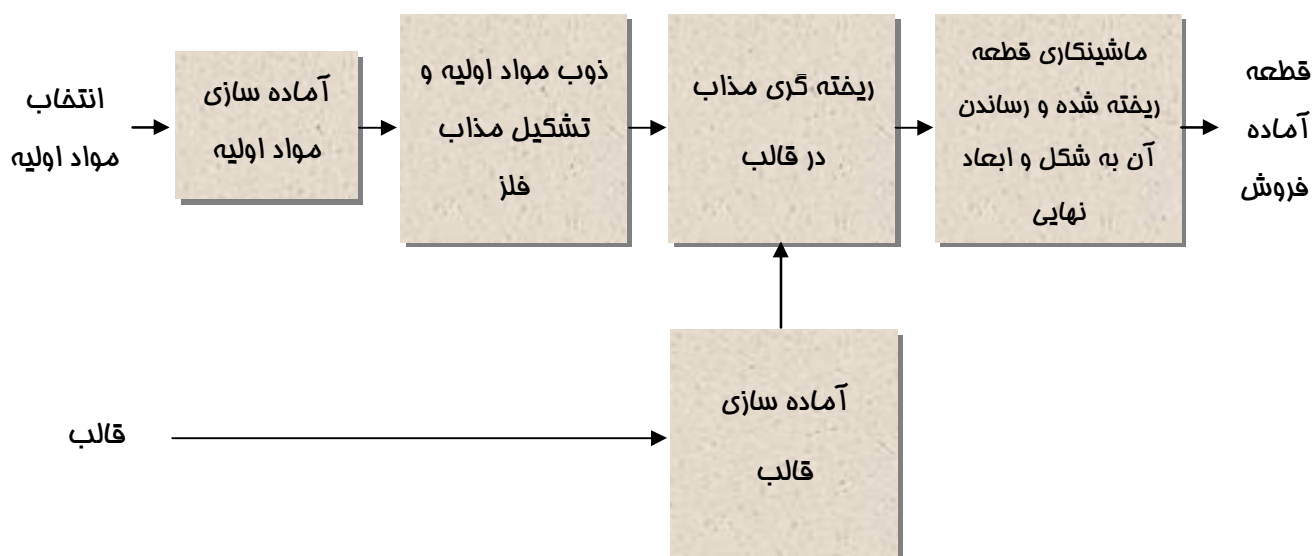 انتخاب
مواد اولیه
آماده سازی
مواد اولیه
ذوب مواد اولیه و
تشکیل مذاب
فلز
ریخته گری مذاب
در قالب
ماشینکاری قطعه
ریخته شده و رساندن
آن به شکل و ابعاد
نهایی
قطعه
آماده
فروش
قالب
آماده سازی
قالب